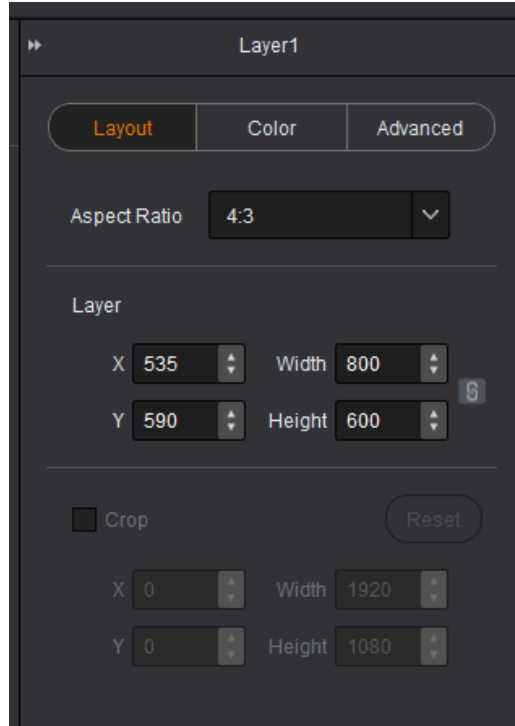 Layer1
Layout Color Advanced
Aspect Ratio 4:3
Layer
X 535 Width 800
Y 590 Height 600
Crop Reset
X 0 Width 1920
Y 0 Height 1080